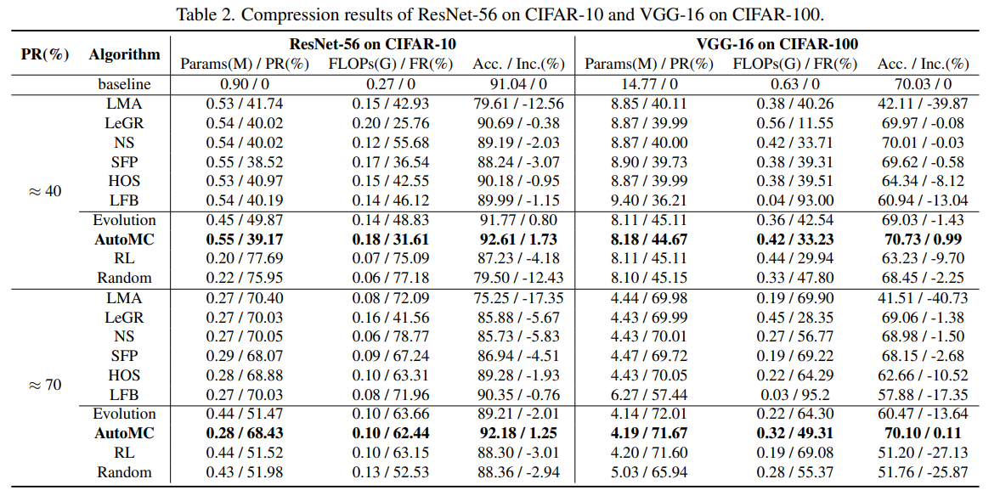 Table 2. Compression results of ResNet-56 on CIFAR-10 and VGG-16 on CIFAR-100.
PR(%) Algorithm ResNet-56 on CIFAR-10 VGG-16 on CIFAR-100
Params(M) / PR(%) FLOPs(G) / FR(%) Acc. / Inc.(%) Params(M) / PR(%) FLOPs(G) / FR(%) Acc. / Inc.(%)
baseline 0.90 / 0 0.27 / 0 91.04 / 0 14.77 / 0 0.63 / 0 70.03 / 0
≈ 40
LMA 0.53 / 41.74 0.15 / 42.93 79.61 / -12.56 8.85 / 40.11 0.38 / 40.26 42.11 / -39.87
LeGR 0.54 / 40.02 0.20 / 25.76 90.69 / -0.38 8.87 / 39.99 0.56 / 11.55 69.97 / -0.08
NS 0.54 / 40.02 0.12 / 55.68 89.19 / -2.03 8.87 / 40.00 0.42 / 33.71 70.01 / -0.03
SFP 0.55 / 38.52 0.17 / 36.54 88.24 / -3.07 8.90 / 39.73 0.38 / 39.31 69.62 / -0.58
HOS 0.53 / 40.97 0.15 / 42.55 90.18 / -0.95 8.87 / 39.99 0.38 / 39.51 64.34 / -8.12
LFB 0.54 / 40.19 0.14 / 46.12 89.99 / -1.15 9.40 / 36.21 0.04 / 93.00 60.94 / -13.04
Evolution 0.45 / 49.87 0.14 / 48.83 91.77 / 0.80 8.11 / 45.11 0.36 / 42.54 69.03 / -1.43
AutoMC 0.55 / 39.17 0.18 / 31.61 92.61 / 1.73 8.18 / 44.67 0.42 / 33.23 70.73 / 0.99
RL 0.20 / 77.69 0.07 / 75.09 87.23 / -4.18 8.11 / 45.11 0.44 / 29.94 63.23 / -9.70
Random 0.22 / 75.95 0.06 / 77.18 79.50 / -12.43 8.10 / 45.15 0.33 / 47.80 68.45 / -2.25
≈ 70
LMA 0.27 / 70.40 0.08 / 72.09 75.25 / -17.35 4.44 / 69.98 0.19 / 69.90 41.51 / -40.73
LeGR 0.27 / 70.03 0.16 / 41.56 85.88 / -5.67 4.43 / 69.99 0.45 / 28.35 69.06 / -1.38
NS 0.27 / 70.05 0.06 / 78.77 85.73 / -5.83 4.43 / 70.01 0.27 / 56.77 68.98 / -1.50
SFP 0.29 / 68.07 0.09 / 67.24 86.94 / -4.51 4.47 / 69.72 0.19 / 69.22 68.15 / -2.68
HOS 0.28 / 68.88 0.10 / 63.31 89.28 / -1.93 4.43 / 70.05 0.22 / 64.29 62.66 / -10.52
LFB 0.27 / 70.03 0.08 / 71.96 90.35 / -0.76 6.27 / 57.44 0.03 / 95.2 57.88 / -17.35
Evolution 0.44 / 51.47 0.10 / 63.66 89.21 / -2.01 4.14 / 72.01 0.22 / 64.30 60.47 / -13.64
AutoMC 0.28 / 68.43 0.10 / 62.44 92.18 / 1.25 4.19 / 71.67 0.32 / 49.31 70.10 / 0.11
RL 0.44 / 51.52 0.10 / 63.15 88.30 / -3.01 4.20 / 71.60 0.19 / 69.08 51.20 / -27.13
Random 0.43 / 51.98 0.13 / 52.53 88.36 / -2.94 5.03 / 65.94 0.28 / 55.37 51.76 / -25.87